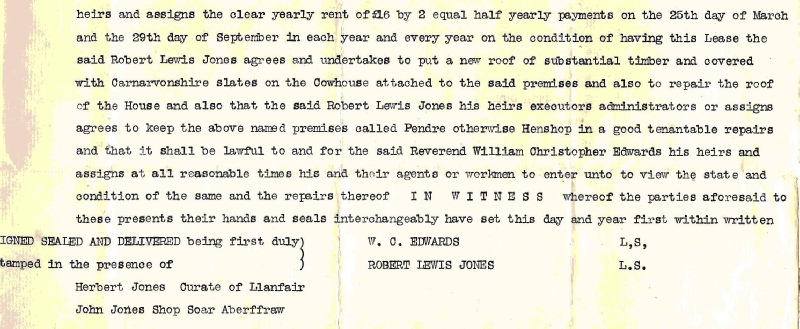 heirs and assigns the clear yearly rent of £16 by 2 equal half yearly payments on the 25th day of March
and the 29th day of September in each year and every year on the condition of having this Lease the
said Robert Lewis Jones agrees and undertakes to put a new roof of substantial timber and covered
with Carnarvonshire slates on the Cowhouse attached to the said premises and also to repair the roof
of the House and also that the said Robert Lewis Jones his heirs executors administrators or assigns
agrees to keep the above named premises called Pendre otherwise Henshop in a good tenantable repairs
and that it shall be lawful to and for the said Reverend William Christopher Edwards his heirs and
assigns at all reasonable times his and their agents or workmen to enter unto to view the state and
condition of the same and the repairs thereof I N W I T N E S S whereof the parties aforesaid to
these presents their hands and seals interchangeably have set this day and year first within written
IGNED SEALED AND DELIVERED being first duly) W. C. EDWARDS L,S,
tamped in the presence of ) ROBERT LEWIS JONES L.S.
Herbert Jones Curate of Llanfair
John Jones Shop Soar Aberffraw